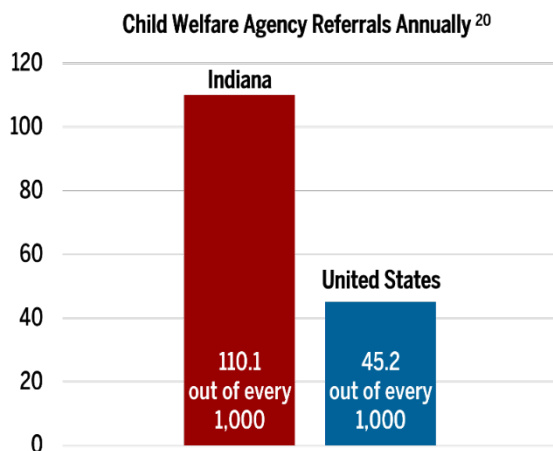 Child Welfare Agency Referrals Annually 20
120
Indiana
100
80
60
United States
40
110.1
out of every
1,000
45.2
out of every
1,000
20
0